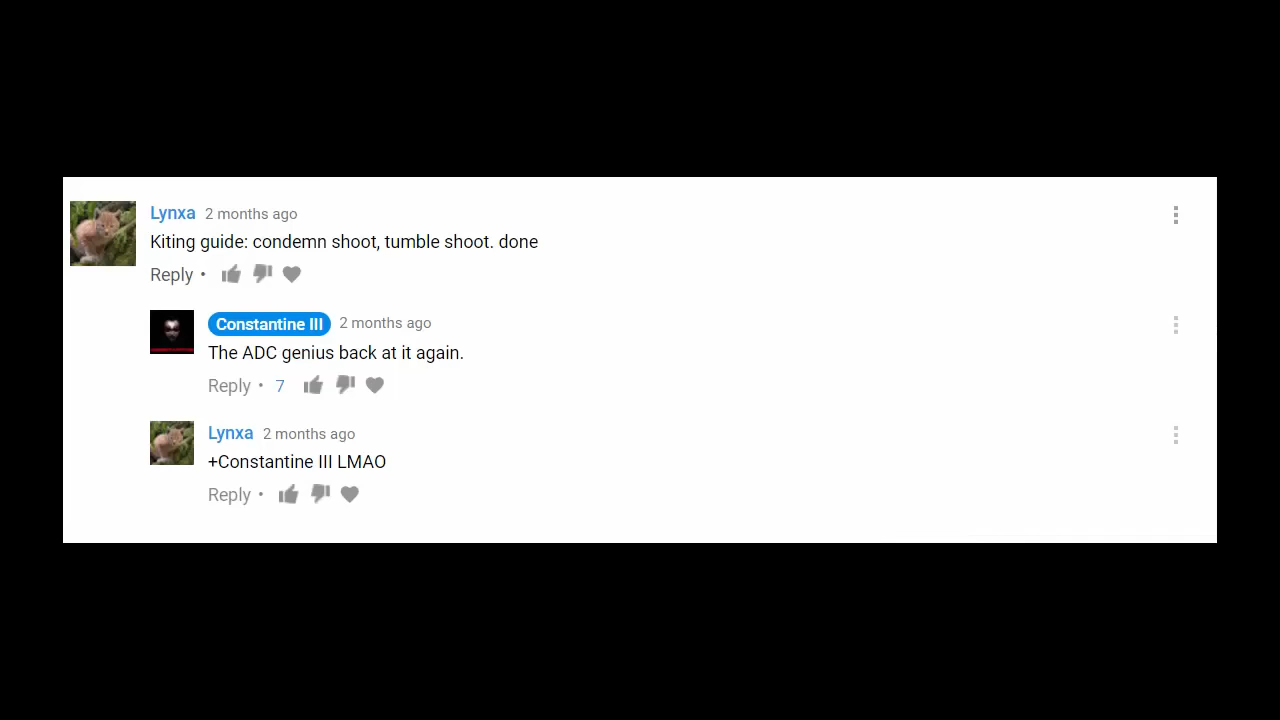 Lynxa 2 months ago
Kiting guide: condemn shoot, tumble shoot. done
Reply •
Constantine III 2 months ago
The ADC genius back at it again.
Reply • 7
Lynxa 2 months ago
+Constantine III LMAO
Reply •